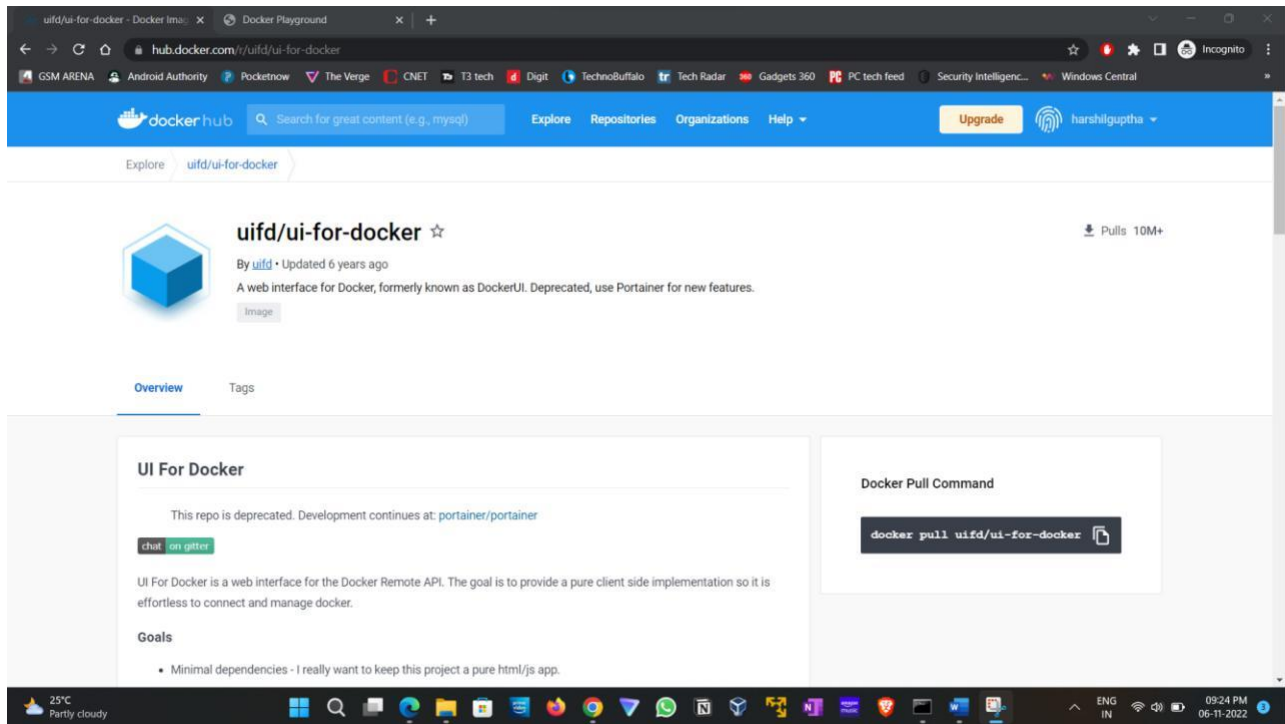 uifd/ui-for-docker - Docker Imag
Docker Playground
hub.docker.com/r/uifd/ui-for-docker
Incognito
GSM ARENA
Android Authority
Pocketnow
The Verge
CNET
T3 tech
Digit
TechnoBuffalo
Tech Radar
Gadgets 360
PC tech feed
Security Intelligenc...
Windows Central
»
docker hub
Search for great content (e.g., mysql)
Explore
Repositories
Organizations
Help
Upgrade
harshilguptha
Explore
uifd/ui-for-docker
uifd/ui-for-docker
Pulls 10M+
By uifd • Updated 6 years ago
A web interface for Docker, formerly known as DockerUI. Deprecated, use Portainer for new features.
Image
Overview
Tags
UI For Docker
This repo is deprecated. Development continues at: portainer/portainer
chat on gitter
UI For Docker is a web interface for the Docker Remote API. The goal is to provide a pure client side implementation so it is
effortless to connect and manage docker.
Goals
• Minimal dependencies - I really want to keep this project a pure html/js app.
Docker Pull Command
docker pull uifd/ui-for-docker
25°C
Partly cloudy
ENG
IN
09:24 PM
06-11-2022
3